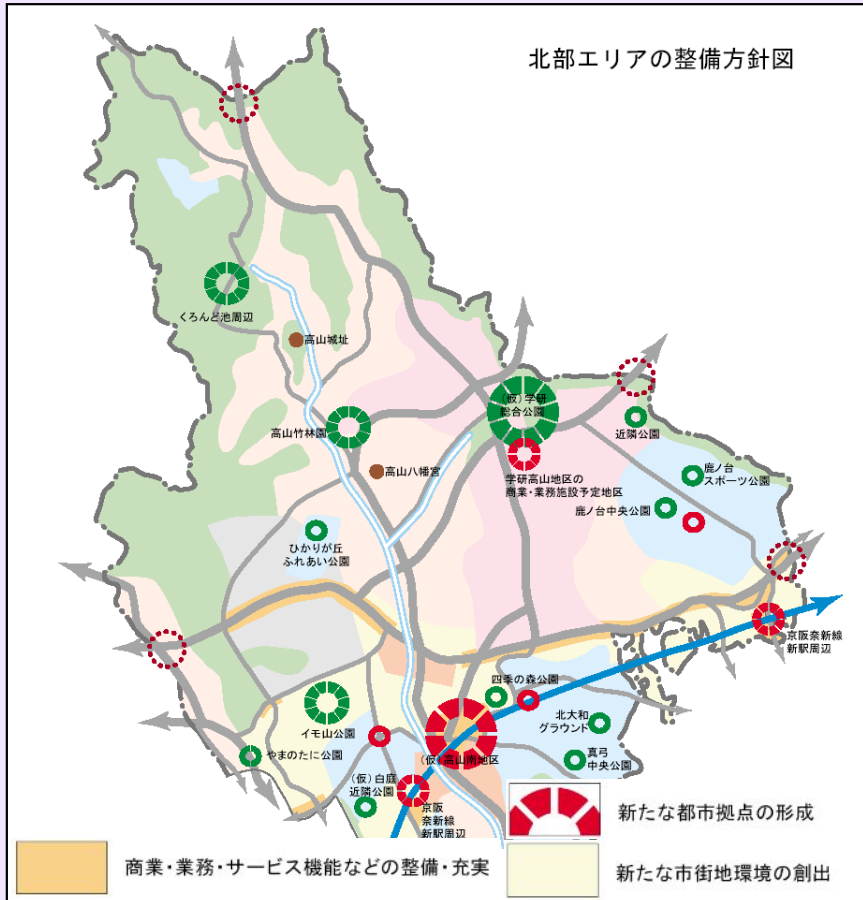 北部エリアの整備方針図
くろんど池周辺
高山城址
(仮)学研
総合公園
高山竹林園
近隣公園
高山八幡宮
学研高山地区の
商業・業務施設予定地区
鹿ノ台
スポーツ公園
鹿ノ台中央公園
ひかりが丘
ふれあい公園
京阪奈新線
新駅周辺
四季の森公園
北大和
グラウンド
イモ山公園
やまのたに公園
(仮)高山南地区
真弓
中央公園
(仮)白庭
近隣公園
京阪
奈新線
新駅周辺
新たな都市拠点の形成
商業・業務・サービス機能などの整備・充実
新たな市街地環境の創出